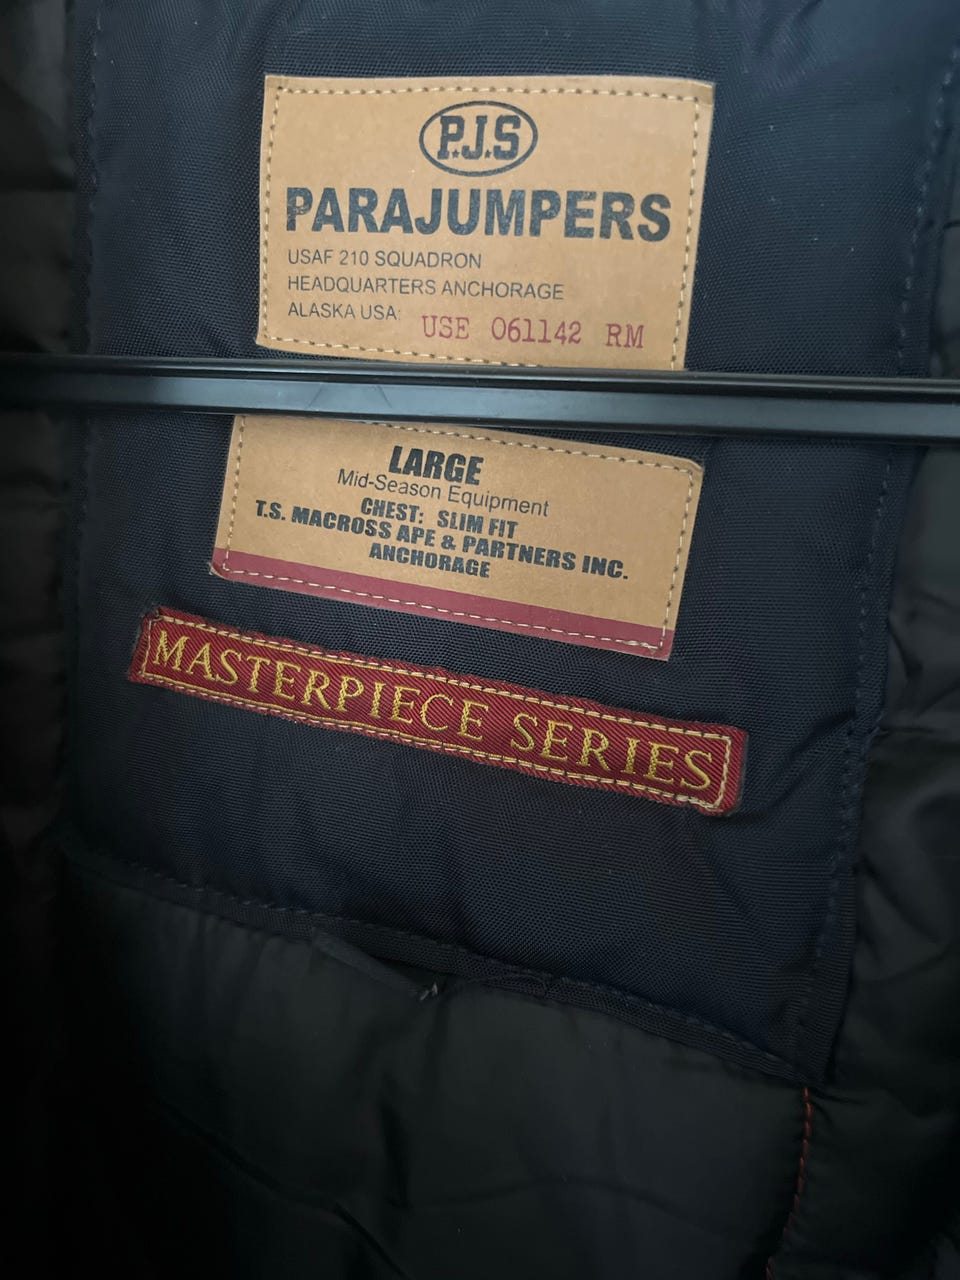 P.J.S
PARAJUMPERS
USAF 210 SQUADRON
HEADQUARTERS ANCHORAGE
ALASKA USA: USE 061142 RM
LARGE
Mid-Season Equipment
CHEST: SLIM FIT
T.S. MACROSS APE & PARTNERS INC.
ANCHORAGE
MASTERPIECE SERIES